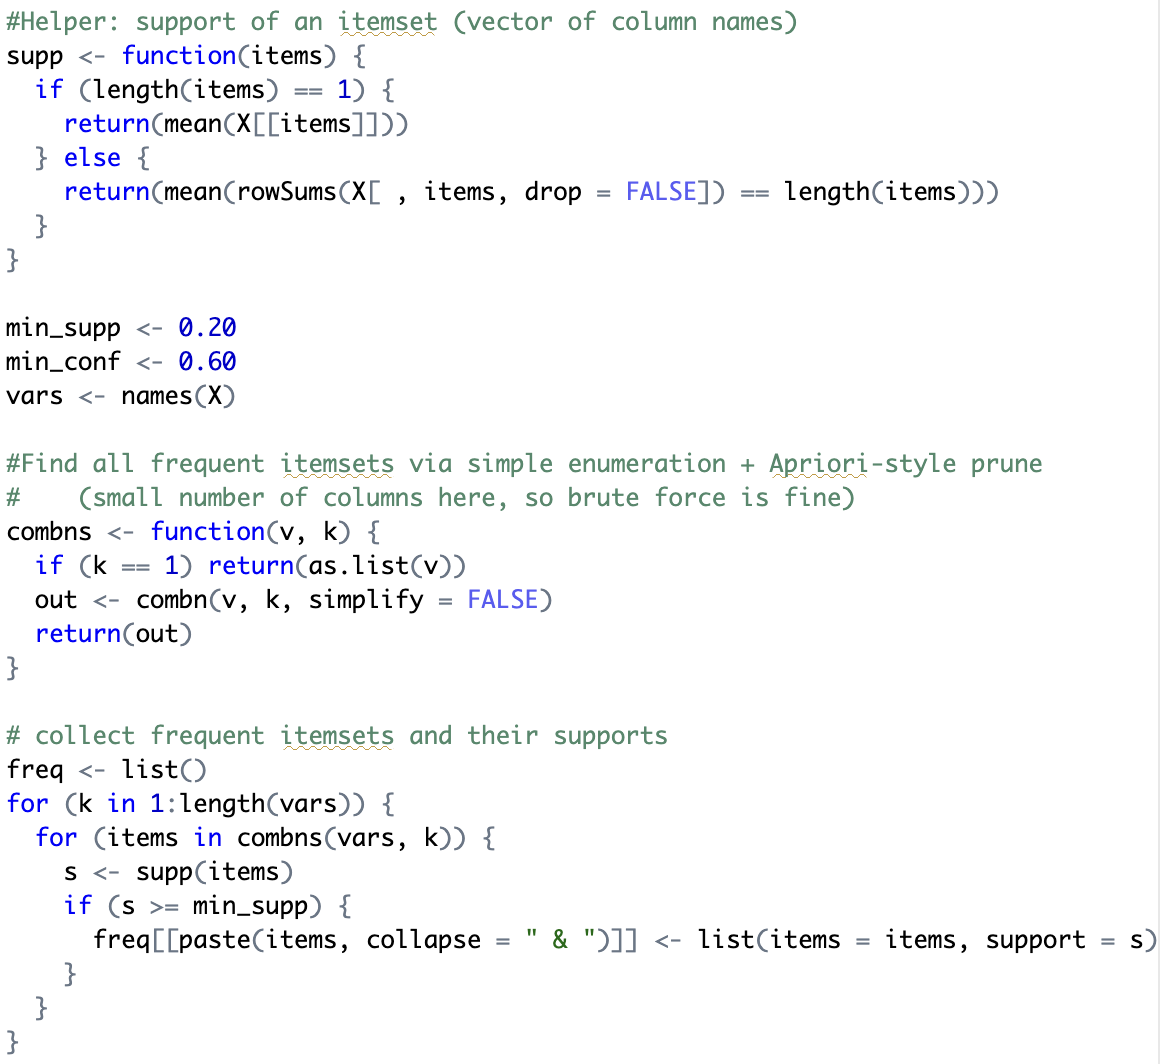 #Helper: support of an itemset (vector of column names)
supp <- function(items) {
  if (length(items) == 1) {
    return(mean(X[[items]]))
  } else {
    return(mean(rowSums(X[ , items, drop = FALSE]) == length(items)))
  }
}

min_supp <- 0.20
min_conf <- 0.60
vars <- names(X)

#Find all frequent itemsets via simple enumeration + Apriori-style prune
#    (small number of columns here, so brute force is fine)
combns <- function(v, k) {
  if (k == 1) return(as.list(v))
  out <- combn(v, k, simplify = FALSE)
  return(out)
}

# collect frequent itemsets and their supports
freq <- list()
for (k in 1:length(vars)) {
  for (items in combns(vars, k)) {
    s <- supp(items)
    if (s >= min_supp) {
      freq[[paste(items, collapse = " & ")]] <- list(items = items, support = s)
    }
  }
}